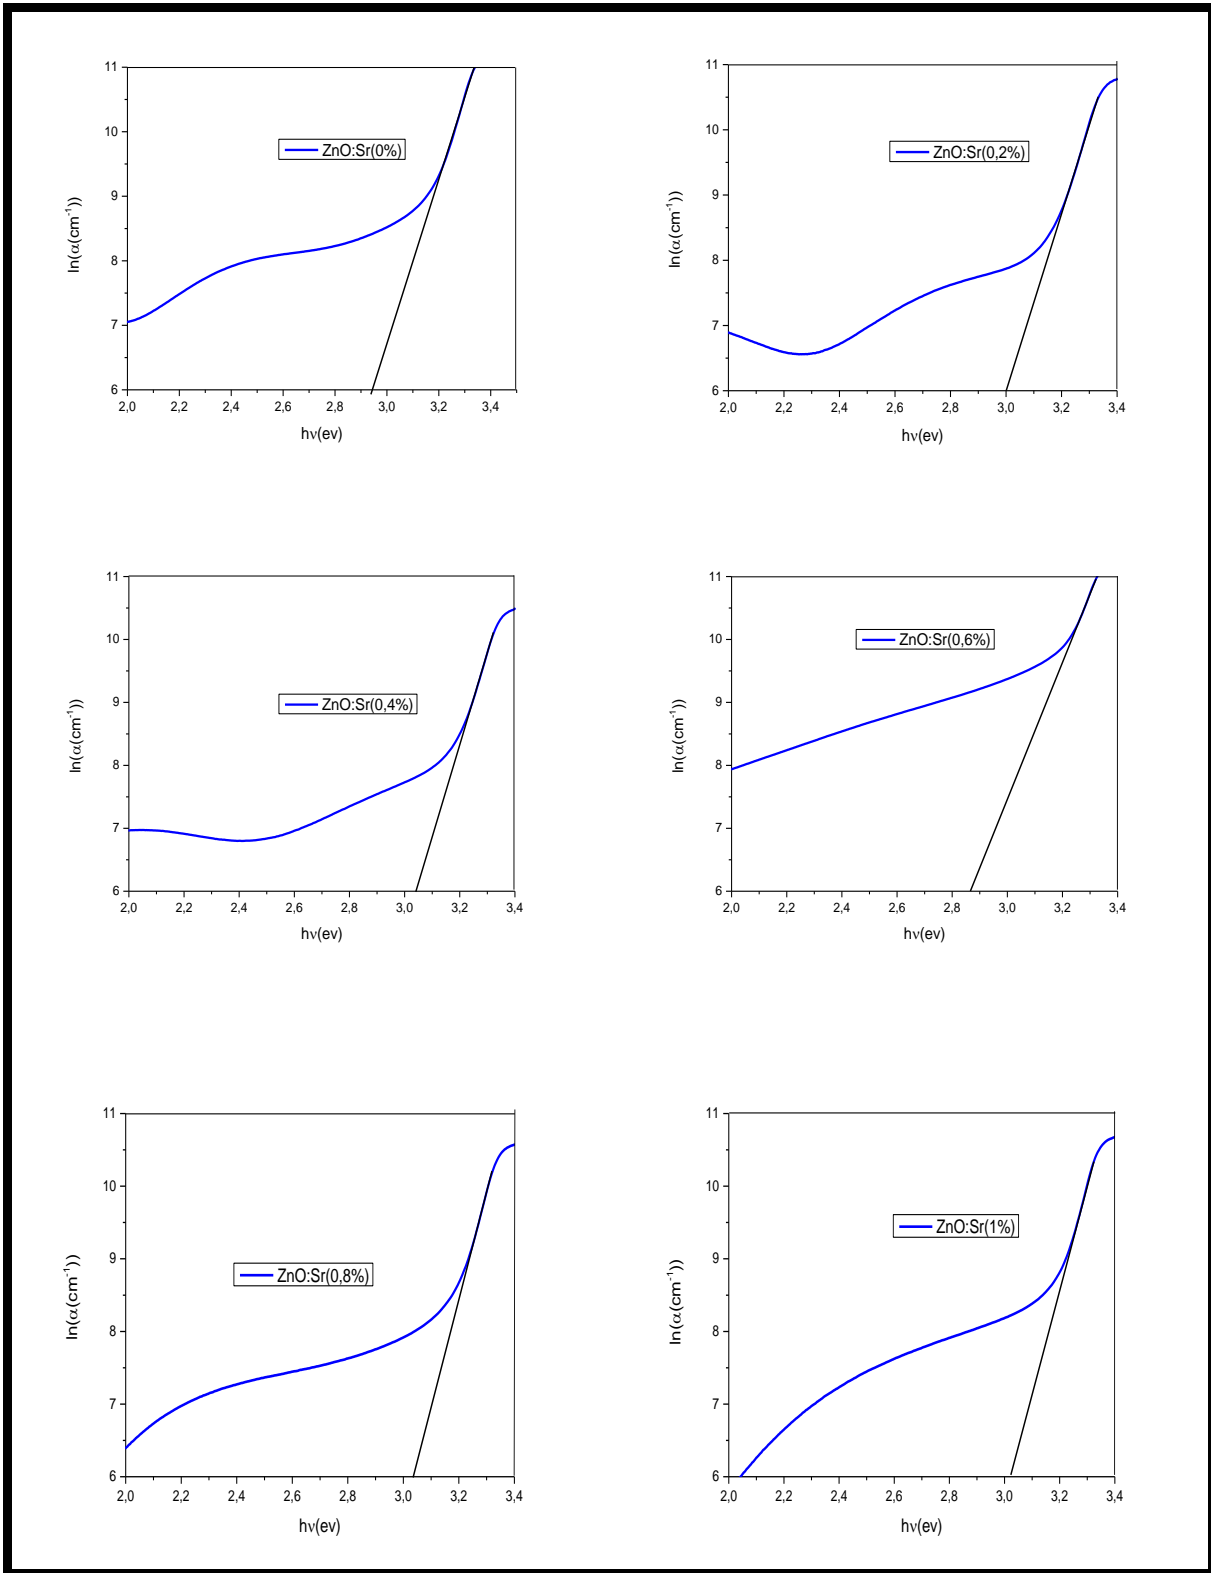 11
10
9
8
7
6
ln(α(cm⁻¹))
ZnO:Sr(0%)
2,0 2,2 2,4 2,6 2,8 3,0 3,2 3,4
hν(ev)
11
10
9
8
7
6
ln(α(cm⁻¹))
ZnO:Sr(0,2%)
2,0 2,2 2,4 2,6 2,8 3,0 3,2 3,4
hν(ev)
11
10
9
8
7
6
ln(α(cm⁻¹))
ZnO:Sr(0,4%)
2,0 2,2 2,4 2,6 2,8 3,0 3,2 3,4
hν(ev)
11
10
9
8
7
6
ln(α(cm⁻¹))
ZnO:Sr(0,6%)
2,0 2,2 2,4 2,6 2,8 3,0 3,2 3,4
hν(ev)
11
10
9
8
7
6
ln(α(cm⁻¹))
ZnO:Sr(0,8%)
2,0 2,2 2,4 2,6 2,8 3,0 3,2 3,4
hν(ev)
11
10
9
8
7
6
ln(α(cm⁻¹))
ZnO:Sr(1%)
2,0 2,2 2,4 2,6 2,8 3,0 3,2 3,4
hν(ev)